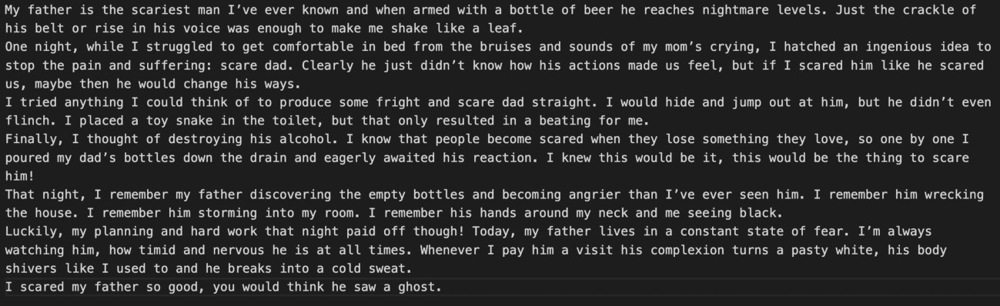 My father is the scariest man I’ve ever known and when armed with a bottle of beer he reaches nightmare levels. Just the crackle of
his belt or rise in his voice was enough to make me shake like a leaf.
One night, while I struggled to get comfortable in bed from the bruises and sounds of my mom’s crying, I hatched an ingenious idea to
stop the pain and suffering: scare dad. Clearly he just didn’t know how his actions made us feel, but if I scared him like he scared
us, maybe then he would change his ways.
I tried anything I could think of to produce some fright and scare dad straight. I would hide and jump out at him, but he didn’t even
flinch. I placed a toy snake in the toilet, but that only resulted in a beating for me.
Finally, I thought of destroying his alcohol. I know that people become scared when they lose something they love, so one by one I
poured my dad’s bottles down the drain and eagerly awaited his reaction. I knew this would be it, this would be the thing to scare
him!
That night, I remember my father discovering the empty bottles and becoming angrier than I’ve ever seen him. I remember him wrecking
the house. I remember him storming into my room. I remember his hands around my neck and me seeing black.
Luckily, my planning and hard work that night paid off though! Today, my father lives in a constant state of fear. I’m always
watching him, how timid and nervous he is at all times. Whenever I pay him a visit his complexion turns a pasty white, his body
shivers like I used to and he breaks into a cold sweat.
I scared my father so good, you would think he saw a ghost.